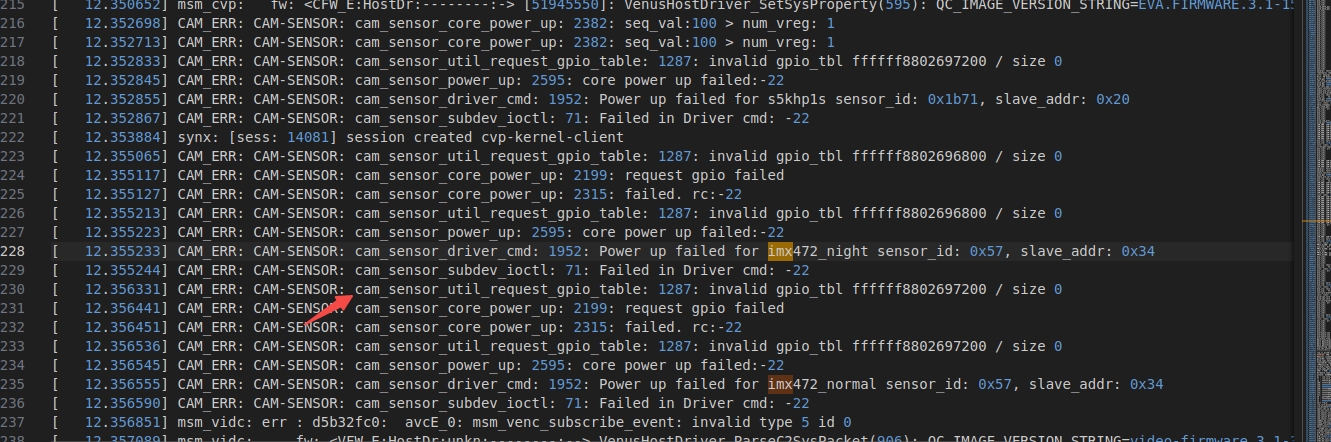 215 [ 12.350652] msm_cvp: fw: <CFW_E:HostDr:--------:-> [51945550]: VenusHostDriver_SetSysProperty(595): QC_IMAGE_VERSION_STRING=EVA.FIRMWARE.3.1-15
216 [ 12.352698] CAM_ERR: CAM-SENSOR: cam_sensor_core_power_up: 2382: seq_val:100 > num_vreg: 1
217 [ 12.352713] CAM_ERR: CAM-SENSOR: cam_sensor_core_power_up: 2382: seq_val:100 > num_vreg: 1
218 [ 12.352833] CAM_ERR: CAM-SENSOR: cam_sensor_util_request_gpio_table: 1287: invalid gpio_tbl ffffff8802697200 / size 0
219 [ 12.352845] CAM_ERR: CAM-SENSOR: cam_sensor_power_up: 2595: core power up failed:-22
220 [ 12.352855] CAM_ERR: CAM-SENSOR: cam_sensor_driver_cmd: 1952: Power up failed for s5khp1s sensor_id: 0x1b71, slave_addr: 0x20
221 [ 12.352867] CAM_ERR: CAM-SENSOR: cam_subdev_ioctl: 71: Failed in Driver cmd: -22
222 [ 12.353884] synx: [sess: 14081] session created cvp-kernel-client
223 [ 12.355065] CAM_ERR: CAM-SENSOR: cam_sensor_util_request_gpio_table: 1287: invalid gpio_tbl ffffff8802696800 / size 0
224 [ 12.355117] CAM_ERR: CAM-SENSOR: cam_sensor_core_power_up: 2199: request gpio failed
225 [ 12.355127] CAM_ERR: CAM-SENSOR: cam_sensor_core_power_up: 2315: failed. rc:-22
226 [ 12.355213] CAM_ERR: CAM-SENSOR: cam_sensor_util_request_gpio_table: 1287: invalid gpio_tbl ffffff8802696800 / size 0
227 [ 12.355223] CAM_ERR: CAM-SENSOR: cam_sensor_power_up: 2595: core power up failed:-22
228 [ 12.355233] CAM_ERR: CAM-SENSOR: cam_sensor_driver_cmd: 1952: Power up failed for imx472_night sensor_id: 0x57, slave_addr: 0x34
229 [ 12.355244] CAM_ERR: CAM-SENSOR: cam_subdev_ioctl: 71: Failed in Driver cmd: -22
230 [ 12.356331] CAM_ERR: CAM-SENSOR: cam_sensor_util_request_gpio_table: 1287: invalid gpio_tbl ffffff8802697200 / size 0
231 [ 12.356441] CAM_ERR: CAM-SENSOR: cam_sensor_core_power_up: 2199: request gpio failed
232 [ 12.356451] CAM_ERR: CAM-SENSOR: cam_sensor_core_power_up: 2315: failed. rc:-22
233 [ 12.356536] CAM_ERR: CAM-SENSOR: cam_sensor_util_request_gpio_table: 1287: invalid gpio_tbl ffffff8802697200 / size 0
234 [ 12.356545] CAM_ERR: CAM-SENSOR: cam_sensor_power_up: 2595: core power up failed:-22
235 [ 12.356555] CAM_ERR: CAM-SENSOR: cam_sensor_driver_cmd: 1952: Power up failed for imx472_normal sensor_id: 0x57, slave_addr: 0x34
236 [ 12.356590] CAM_ERR: CAM-SENSOR: cam_subdev_ioctl: 71: Failed in Driver cmd: -22
237 [ 12.356851] msm_vidc: err : d5b32fc0: avcE_0: msm_venc_subscribe_event: invalid type 5 id 0
238 [ 12.357089] msm_vidc: fw: <VFW_E:HostDr:unkn:--------:-> VenusHostDriver_ParseC2SysPacket(906): QC_IMAGE_VERSION_STRING=video-firmware.3.1-